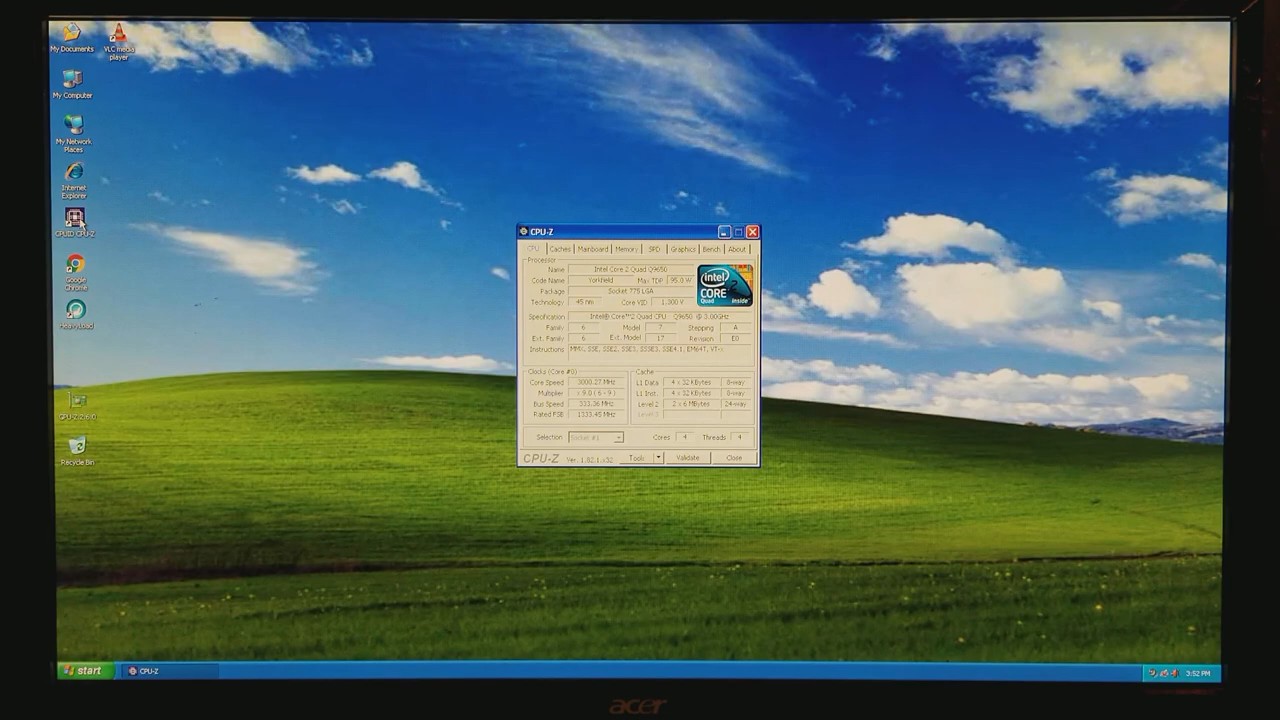 My Documents
VLC media
player
My Computer
My Network
Places
Internet
Explorer
CPUID CPU-Z
Google
Chrome
HeavyLoad
Recycle Bin
CPU-Z
CPU Caches Mainboard Memory SPD Graphics Bench About
Processor
Name Intel Core 2 Quad Q9650
Code Name Yorkfield Max TDP 95.0 W
Package Socket 775 LGA
Technology 45 nm Core VID 1.300 V
intel
CORE 2
Quad inside
Specification Intel® Core™2 Quad CPU Q9650 @ 3.00GHz
Family 6 Model 7 Stepping A
Ext. Family 6 Ext. Model 17 Revision E0
Instructions MMX, SSE, SSE2, SSE3, SSSE3, SSE4.1, EM64T, VT-x
Clocks (Core #0)
Core Speed 3000.27 MHz
Multiplier x 9.0 ( 6 - 9 )
Bus Speed 333.36 MHz
Rated FSB 1333.45 MHz
Cache
L1 Data 4 x 32 KBytes 8-way
L1 Inst. 4 x 32 KBytes 8-way
Level 2 2 x 6 MBytes 24-way
Level 3
Selection Socket #1 Cores 4 Threads 4
CPU-Z Ver. 1.82.1.x32 Tools Validate Close
start CPU-Z 3:52 PM
acer